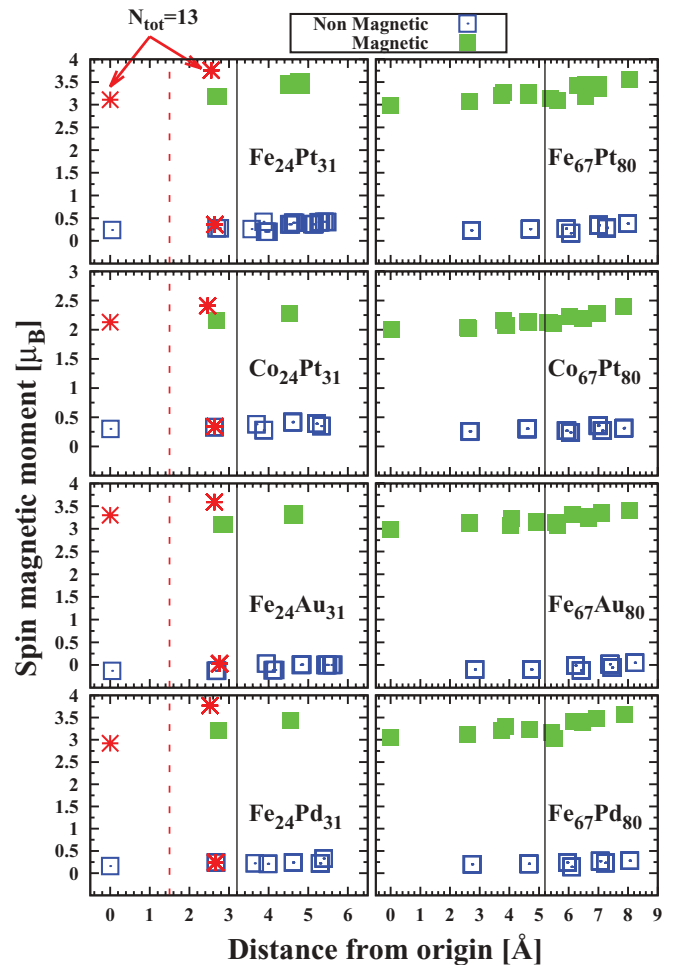 N_tot=13
Non Magnetic
Magnetic
4
3.5
3
2.5
2
1.5
1
0.5
0
Fe24Pt31
Fe67Pt80
3
2.5
2
1.5
1
0.5
0
Co24Pt31
Co67Pt80
4
3.5
3
2.5
2
1.5
1
0.5
0
Fe24Au31
Fe67Au80
4
3.5
3
2.5
2
1.5
1
0.5
0
Fe24Pd31
Fe67Pd80
0 1 2 3 4 5 6
0 1 2 3 4 5 6 7 8 9
Spin magnetic moment [μB]
Distance from origin [Å]